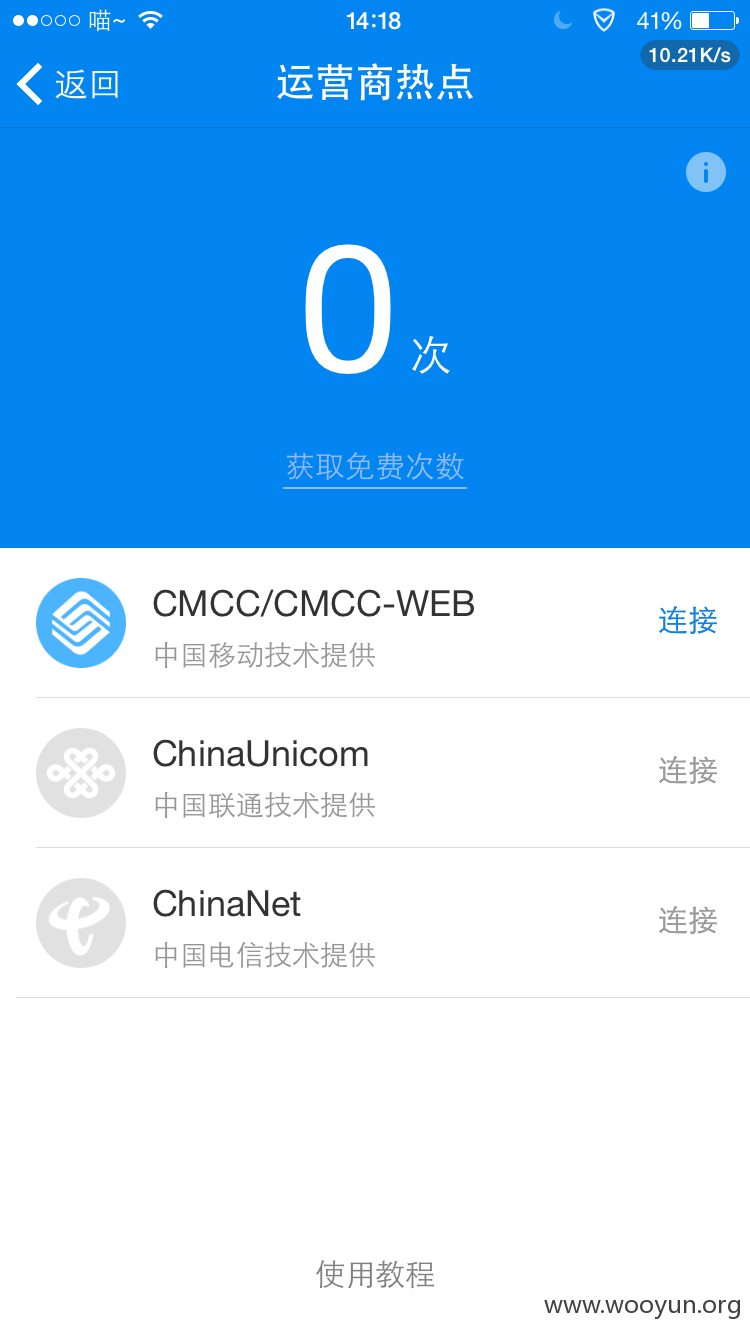 喵~ 14:18 41%
10.21K/s
返回 运营商热点
0 次
获取免费次数
CMCC/CMCC-WEB
中国移动技术提供
连接
ChinaUnicom
中国联通技术提供
连接
ChinaNet
中国电信技术提供
连接
使用教程
www.wooyun.org